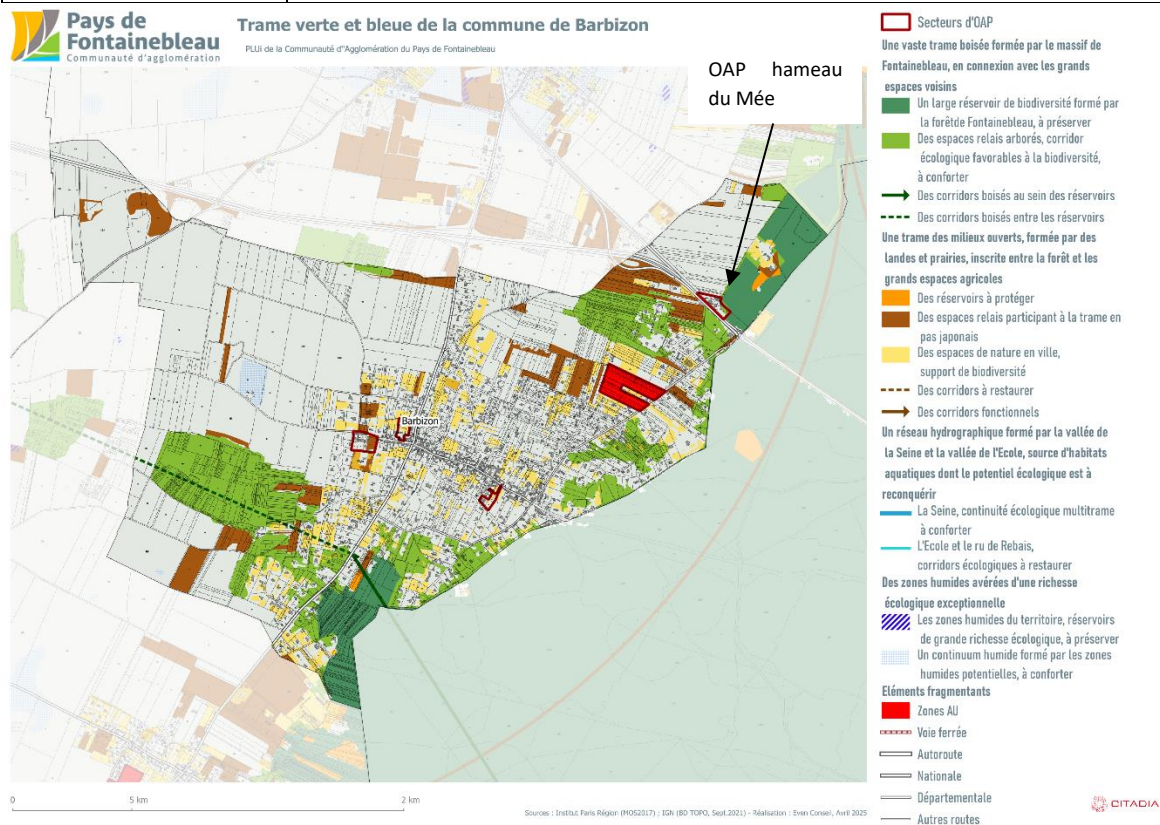 Pays de
Fontainebleau
Communauté d'agglomération
Trame verte et bleue de la commune de Barbizon
PLUi de la Communauté d"Agglomération du Pays de Fontainebleau
OAP hameau
du Mée
Barbizon
Secteurs d'OAP
Une vaste trame boisée formée par le massif de
Fontainebleau, en connexion avec les grands
espaces voisins
Un large réservoir de biodiversité formé par
la forêtde Fontainebleau, à préserver
Des espaces relais arborés, corridor
écologique favorables à la biodiversité,
à conforter
Des corridors boisés au sein des réservoirs
Des corridors boisés entre les réservoirs
Une trame des milieux ouverts, formée par des
landes et prairies, inscrite entre la forêt et les
grands espaces agricoles
Des réservoirs à protéger
Des espaces relais participant à la trame en
pas japonais
Des espaces de nature en ville,
support de biodiversité
Des corridors à restaurer
Des corridors fonctionnels
Un réseau hydrographique formé par la vallée de
la Seine et la vallée de l'Ecole, source d'habitats
aquatiques dont le potentiel écologique est à
reconquérir
La Seine, continuité écologique multitrame
à conforter
L'Ecole et le ru de Rebais,
corridors écologiques à restaurer
Des zones humides avérées d'une richesse
écologique exceptionnelle
Les zones humides du territoire, réservoirs
de grande richesse écologique, à préserver
Un continuum humide formé par les zones
humides potentielles, à conforter
Eléments fragmentants
Zones AU
Voie ferrée
Autoroute
Nationale
Départementale
Autres routes
0 5 km 2 km
Sources : Institut Paris Région (MOS2017) ; IGN (BD TOPO, Sept.2021) - Réalisation : Even Conseil, Avril 2025
CITADIA